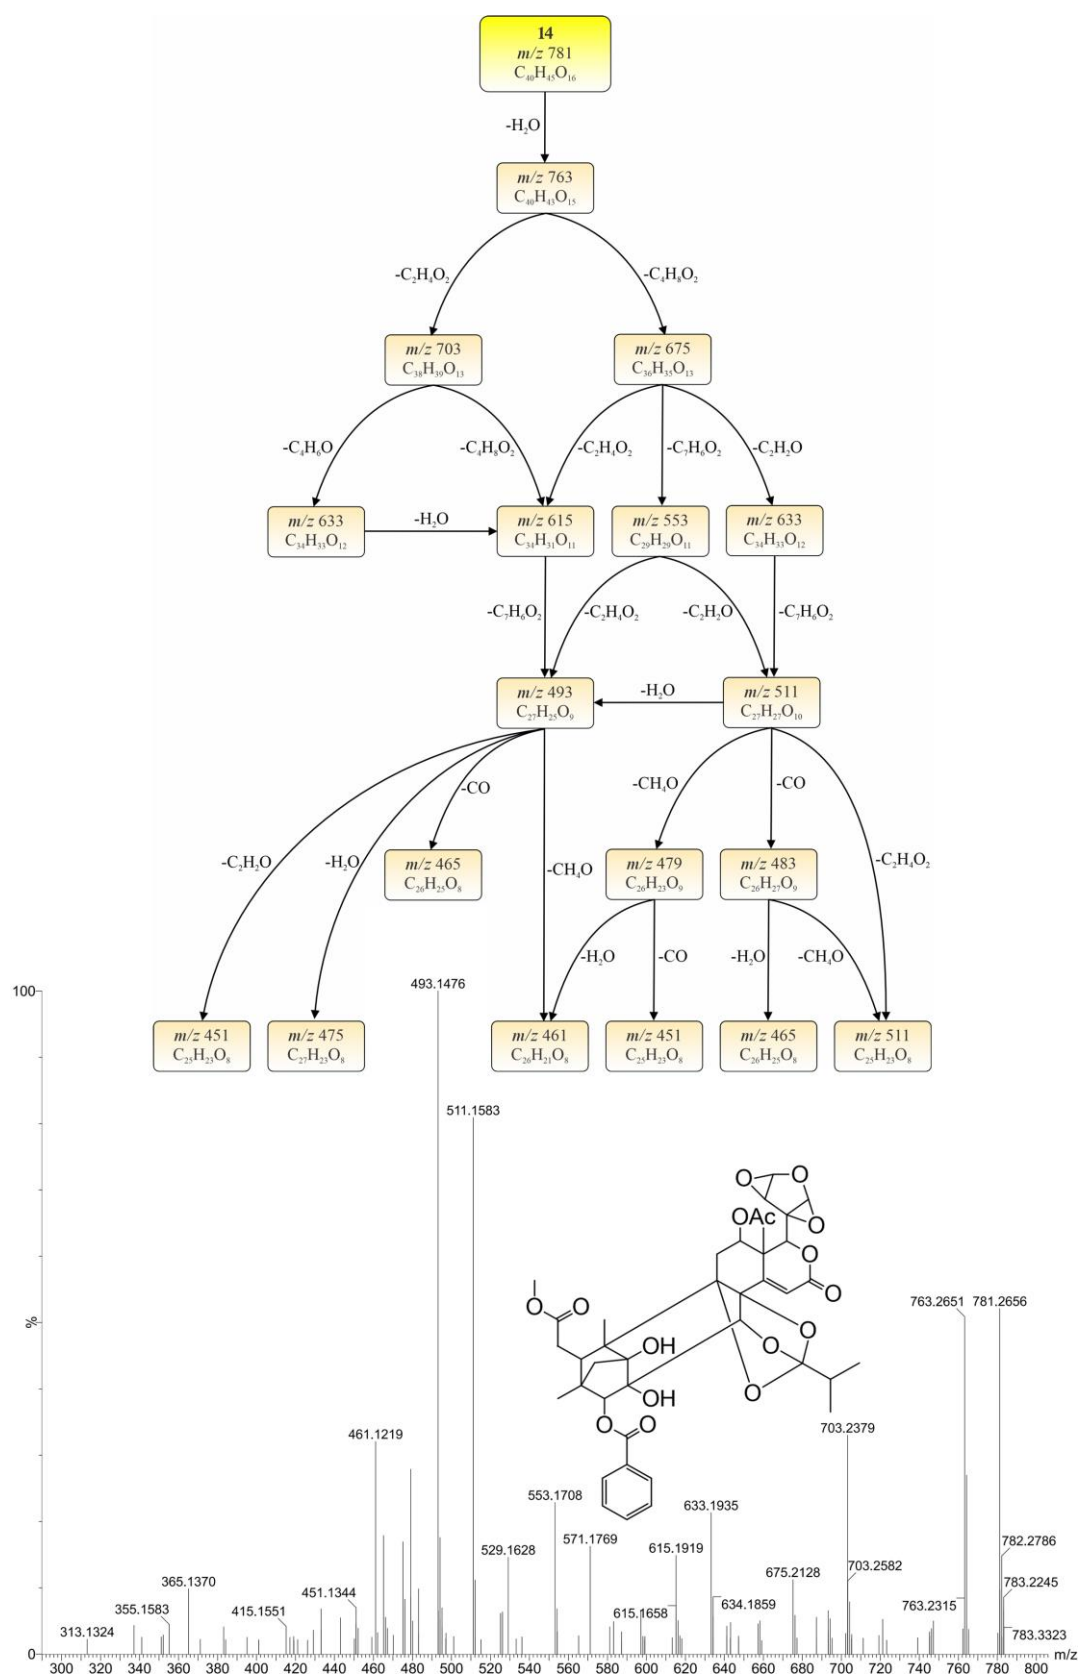 14
m/z 781
C₄₀H₄₅O₁₆
-H₂O
m/z 763
C₄₀H₄₃O₁₅
-C₂H₄O₂
-C₄H₈O₂
m/z 703
C₃₈H₃₉O₁₃
m/z 675
C₃₆H₃₅O₁₃
-C₄H₆O
-C₄H₈O₂
-C₂H₄O₂
-C₇H₆O₂
-C₂H₂O
m/z 633
C₃₄H₃₃O₁₂
-H₂O
m/z 615
C₃₄H₃₁O₁₁
m/z 553
C₂₉H₂₉O₁₁
m/z 633
C₃₄H₃₃O₁₂
-C₇H₆O₂
-C₂H₄O₂
-C₂H₂O
-C₇H₆O₂
m/z 493
C₂₇H₂₅O₉
-H₂O
m/z 511
C₂₇H₂₇O₁₀
-C₂H₂O
-H₂O
-CO
-CH₄O
-CH₄O
-CO
-C₂H₄O₂
m/z 465
C₂₆H₂₅O₈
m/z 479
C₂₆H₂₃O₉
m/z 483
C₂₆H₂₇O₉
-H₂O
-CO
-H₂O
-CH₄O
m/z 451
C₂₅H₂₃O₈
m/z 475
C₂₇H₂₃O₈
m/z 461
C₂₆H₂₁O₈
m/z 451
C₂₅H₂₃O₈
m/z 465
C₂₆H₂₅O₈
m/z 511
C₂₅H₂₃O₈
100
%
0
493.1476
511.1583
763.2651
781.2656
461.1219
703.2379
553.1708
633.1935
529.1628
571.1769
615.1919
703.2582
782.2786
365.1370
675.2128
783.2245
451.1344
355.1583
415.1551
615.1658
634.1859
763.2315
313.1324
783.3323
O
O
O
OAc
O
O
O
O
OH
O
O
O
OH
O
O
300 320 340 360 380 400 420 440 460 480 500 520 540 560 580 600 620 640 660 680 700 720 740 760 780 800 m/z